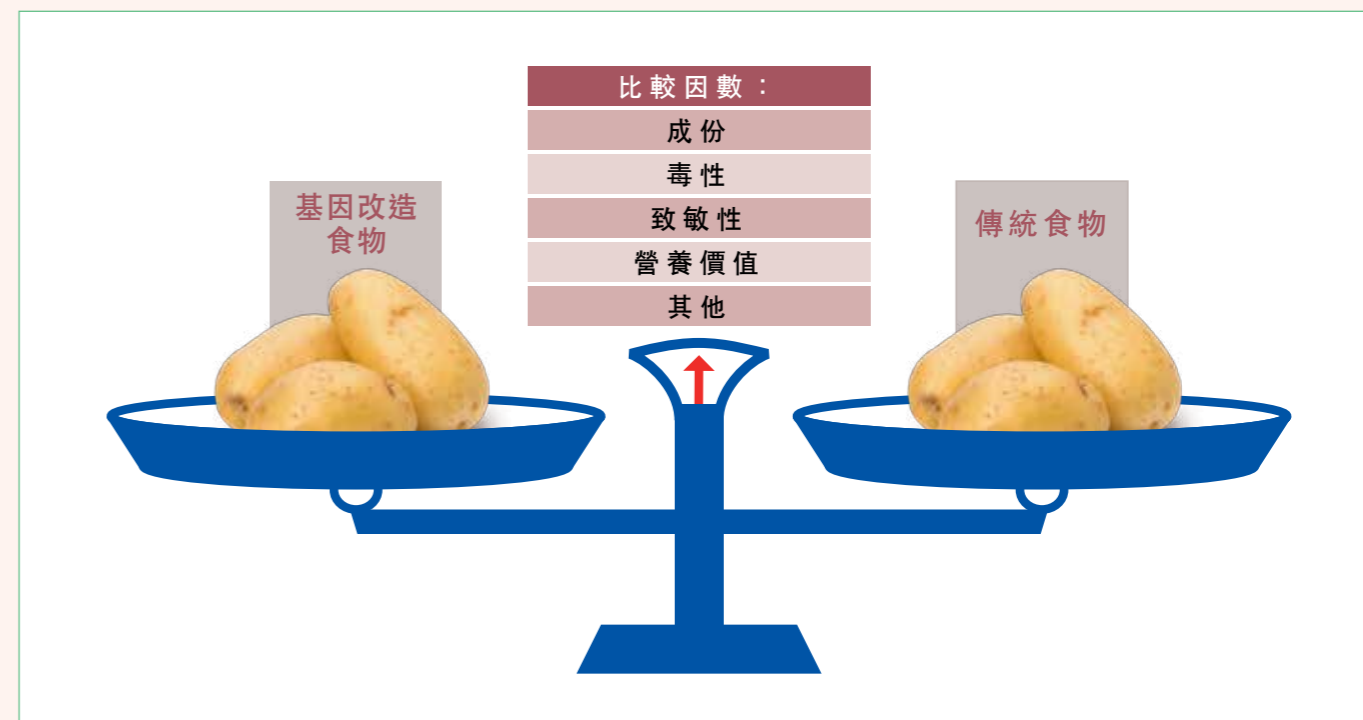 比較因數：
成份
毒性
致敏性
營養價值
其他
基因改造
食物
傳統食物